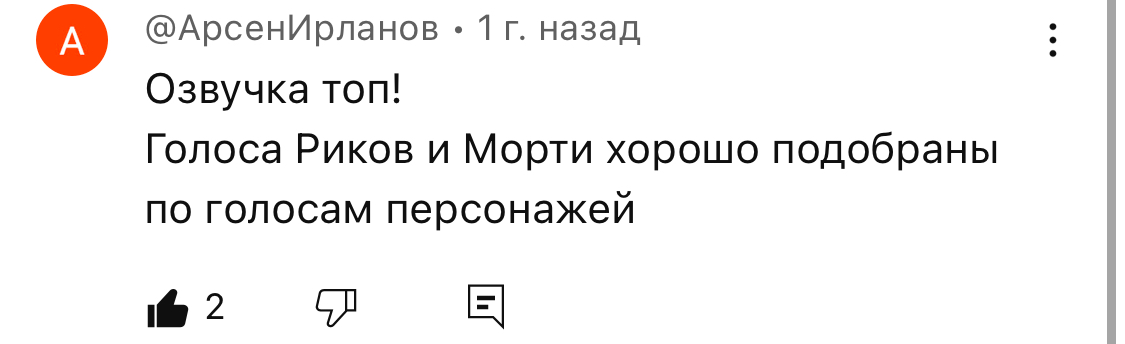 А
@АрсенИрланов • 1 г. назад
Озвучка топ!
Голоса Риков и Морти хорошо подобраны
по голосам персонажей
2